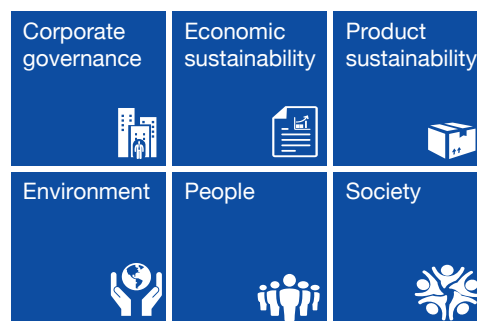 Corporate
governance
Economic
sustainability
Product
sustainability
Environment
People
Society